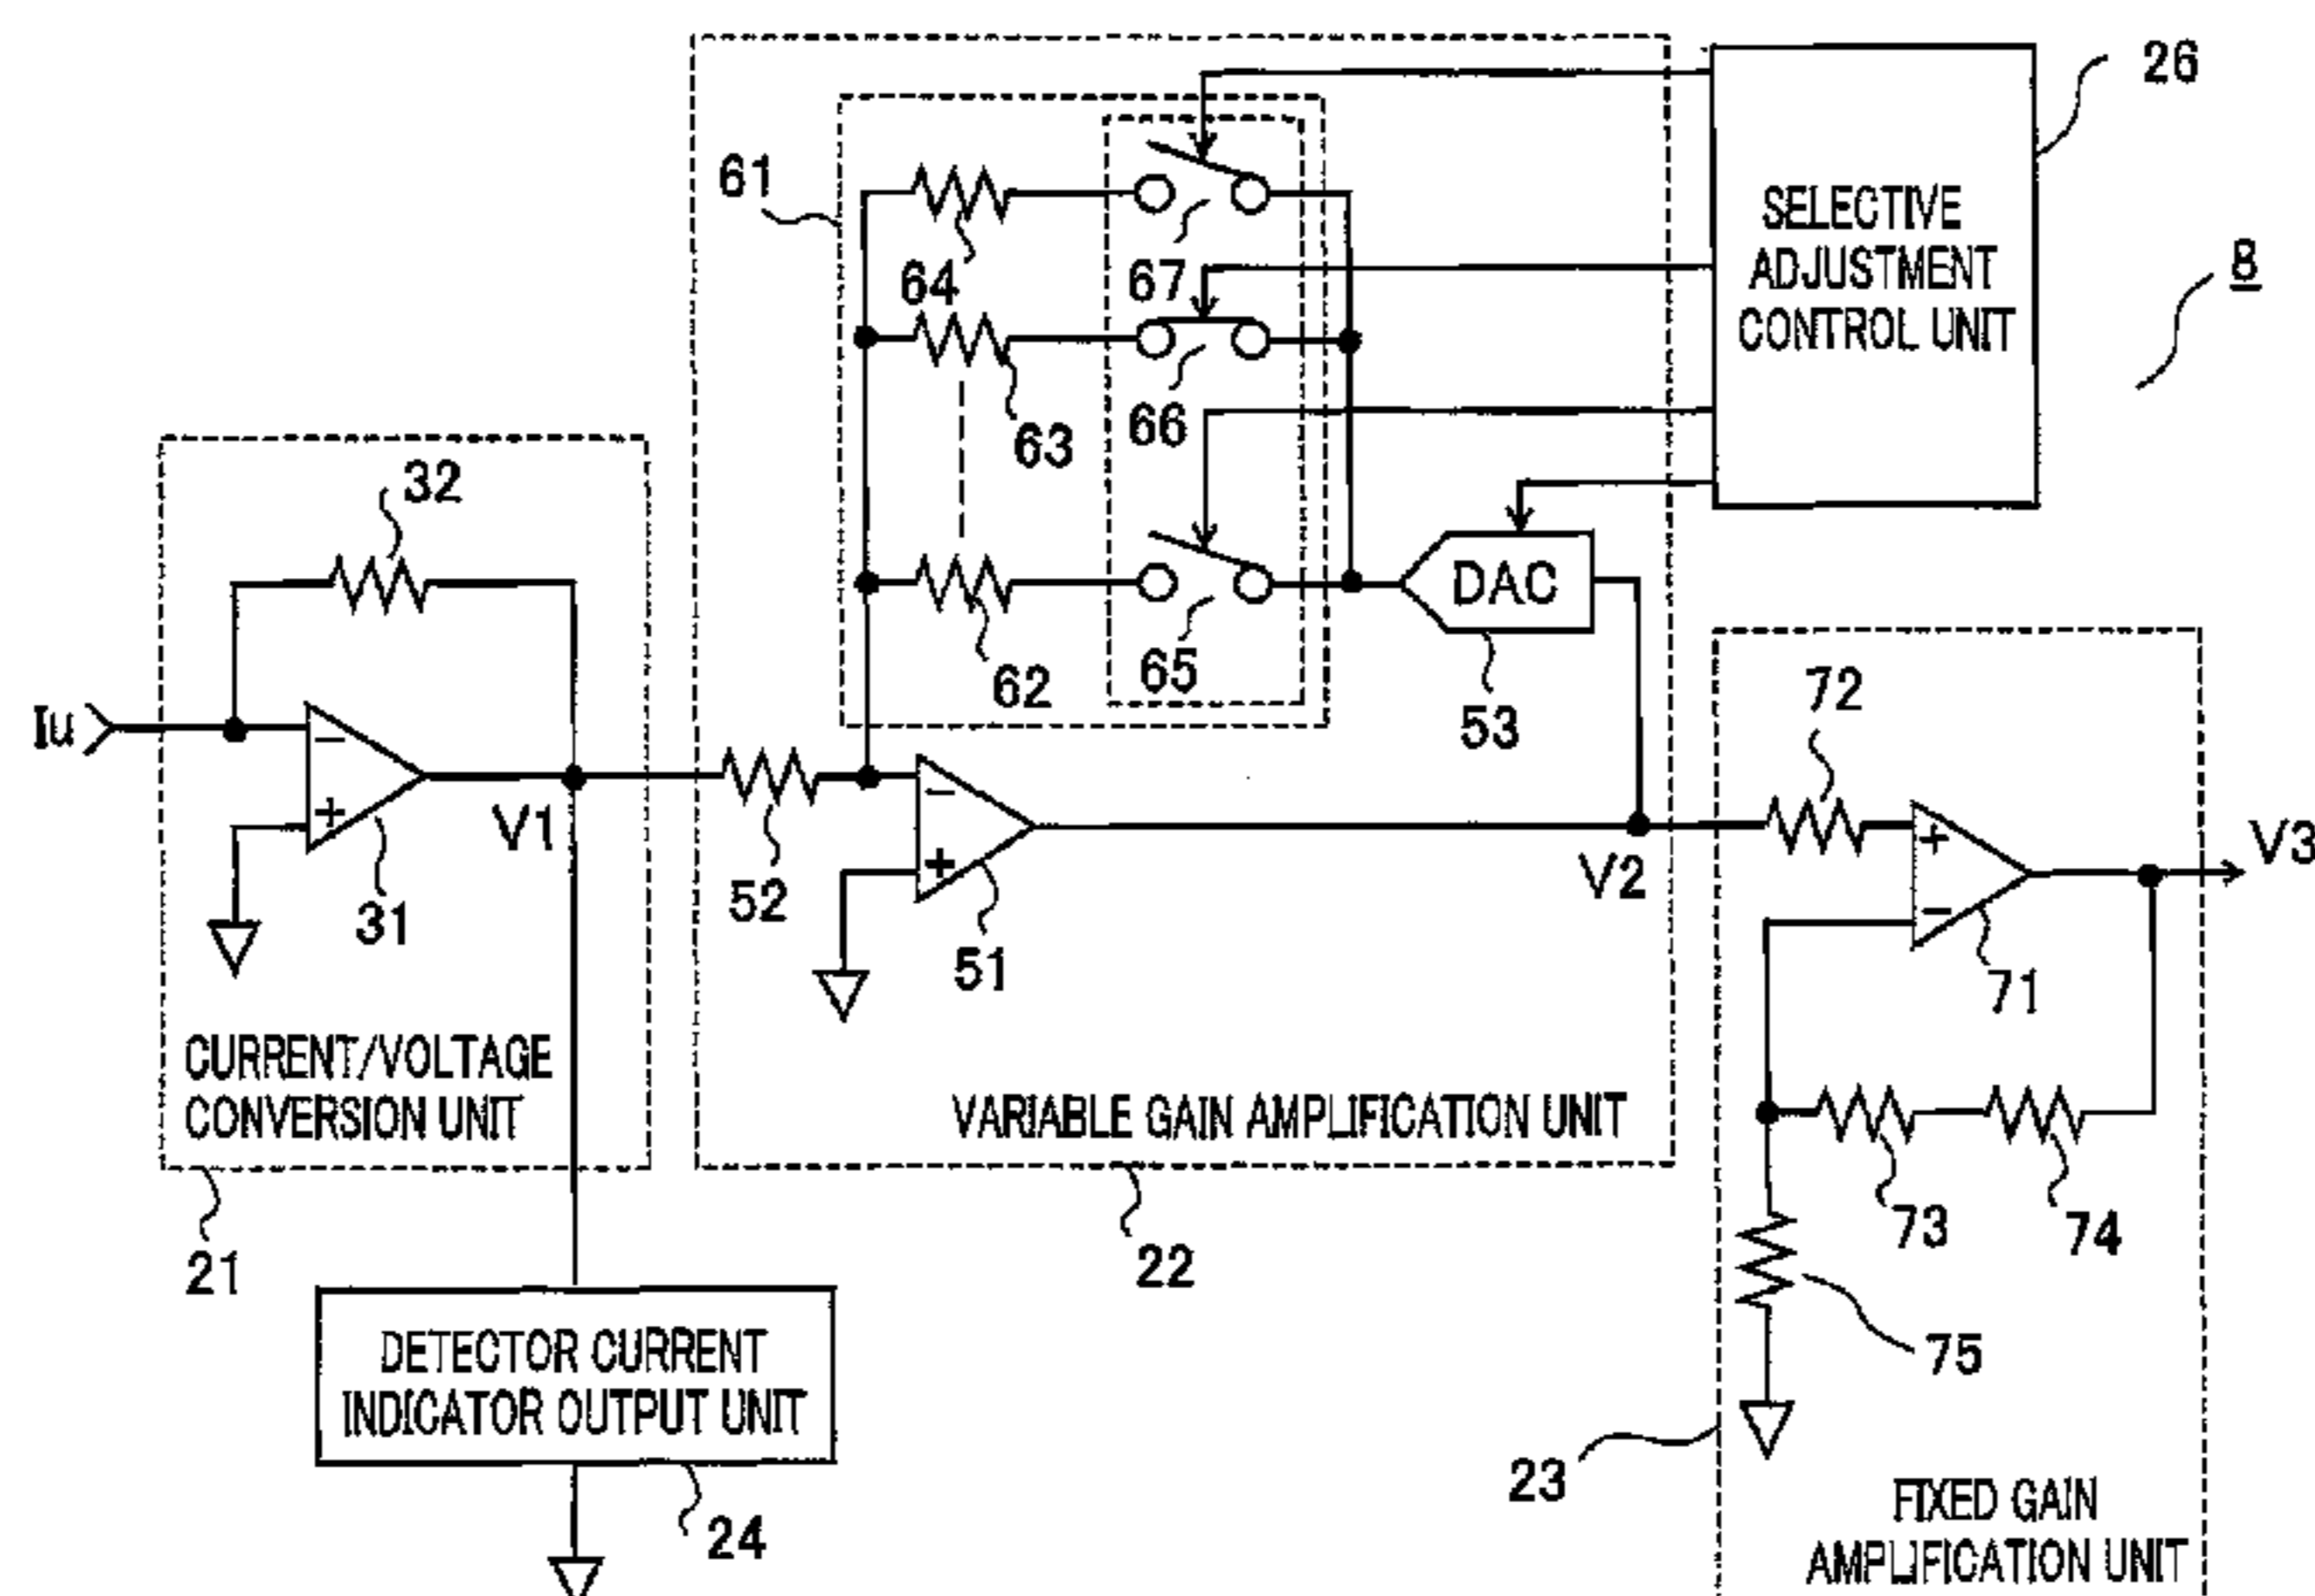 26
61
SELECTIVE
ADJUSTMENT
CONTROL UNIT
8
64
67
63
66
32
DAC
62
65
53
72
Iu
−
+
V1
31
52
−
+
51
V2
+
−
V3
71
CURRENT/VOLTAGE
CONVERSION UNIT
VARIABLE GAIN AMPLIFICATION UNIT
73
74
21
22
75
DETECTOR CURRENT
INDICATOR OUTPUT UNIT
24
23
FIXED GAIN
AMPLIFICATION UNIT